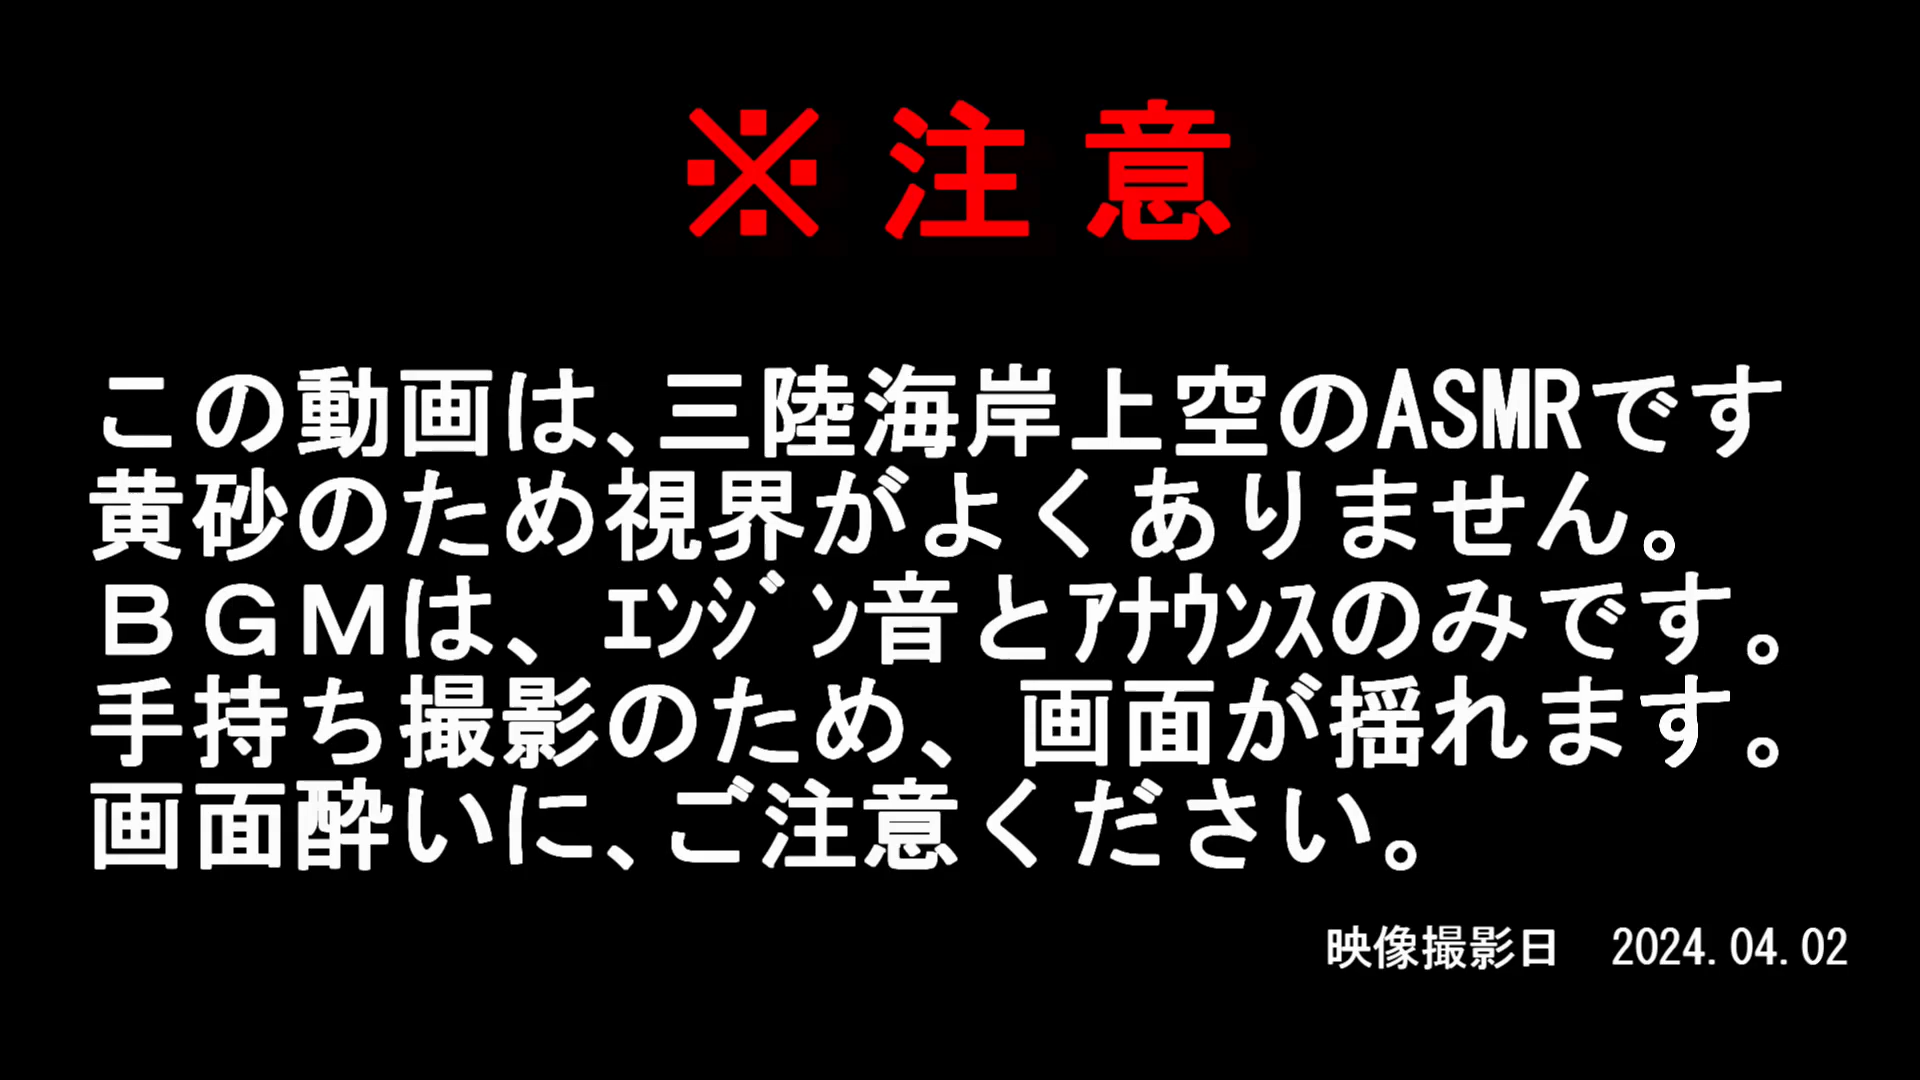 ※注意
この動画は､三陸海岸上空のASMRです
黄砂のため視界がよくありません。
ＢＧＭは、ｴﾝｼﾞﾝ音とｱﾅｳﾝｽのみです。
手持ち撮影のため、画面が揺れます。
画面酔いに､ご注意ください。
映像撮影日　2024.04.02